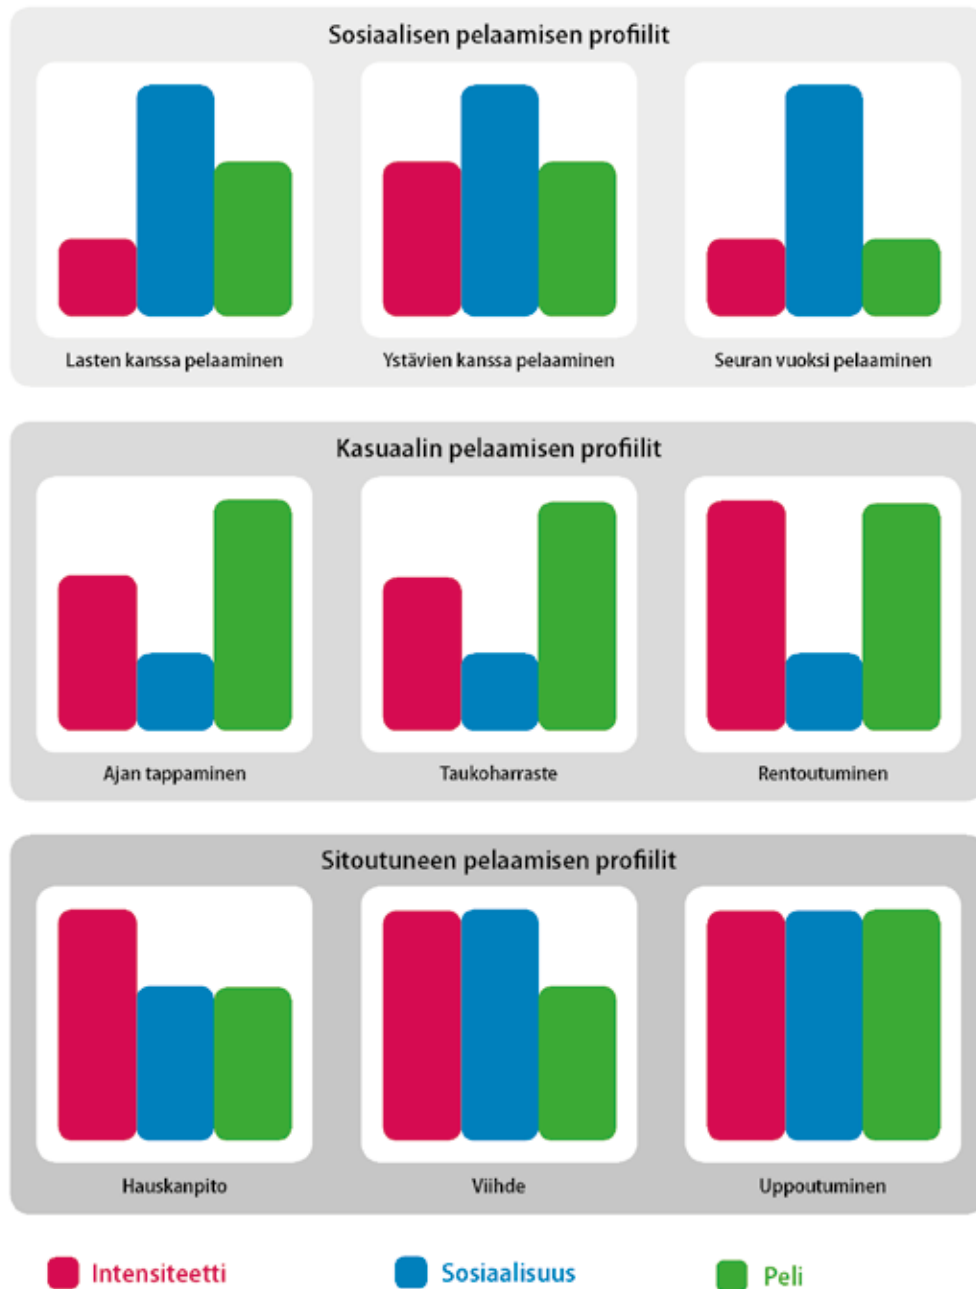 Sosiaalisen pelaamisen profiilit
Lasten kanssa pelaaminen
Ystävien kanssa pelaaminen
Seuran vuoksi pelaaminen
Kasuaalin pelaamisen profiilit
Ajan tappaminen
Taukoharraste
Rentoutuminen
Sitoutuneen pelaamisen profiilit
Hauskanpito
Viihde
Uppoutuminen
Intensiteetti
Sosiaalisuus
Peli